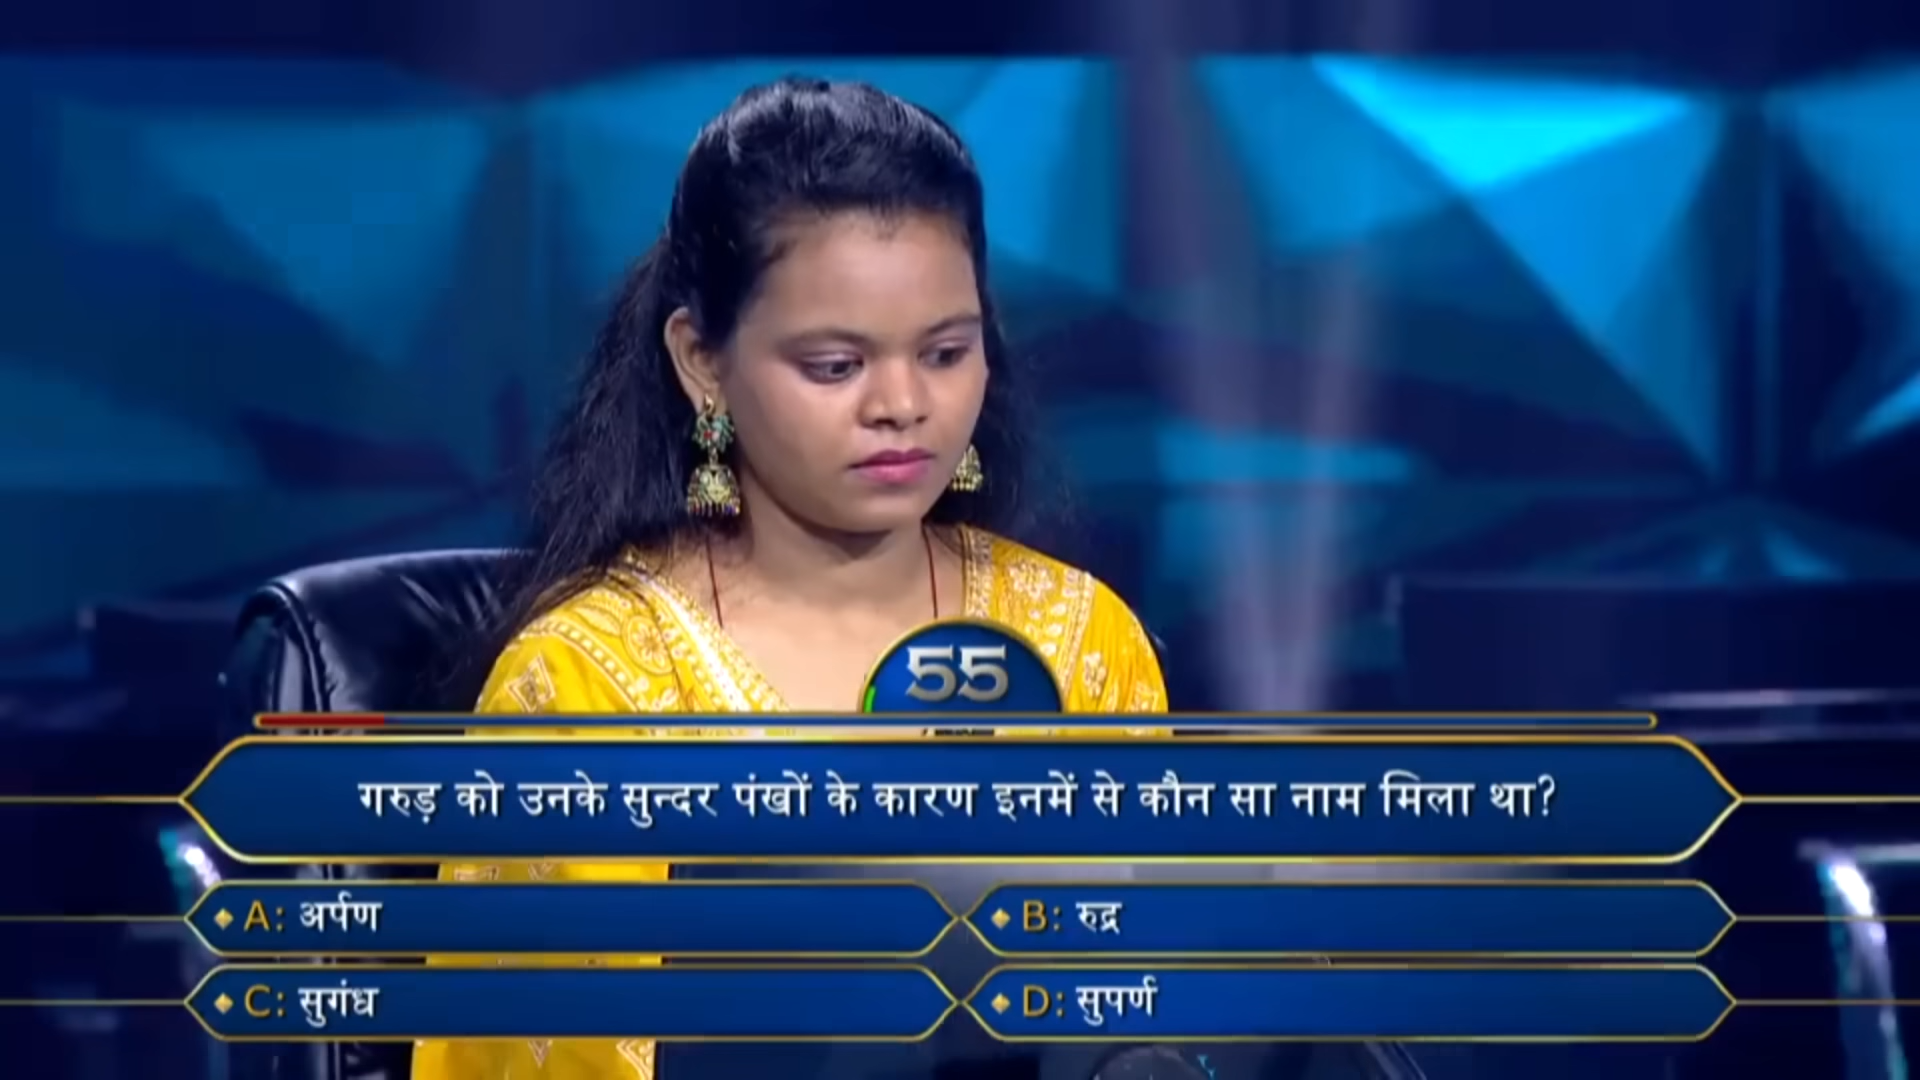 55
गरुड़ को उनके सुन्दर पंखों के कारण इनमें से कौन सा नाम मिला था?
A: अर्पण
B: रुद्र
C: सुगंध
D: सुपर्ण